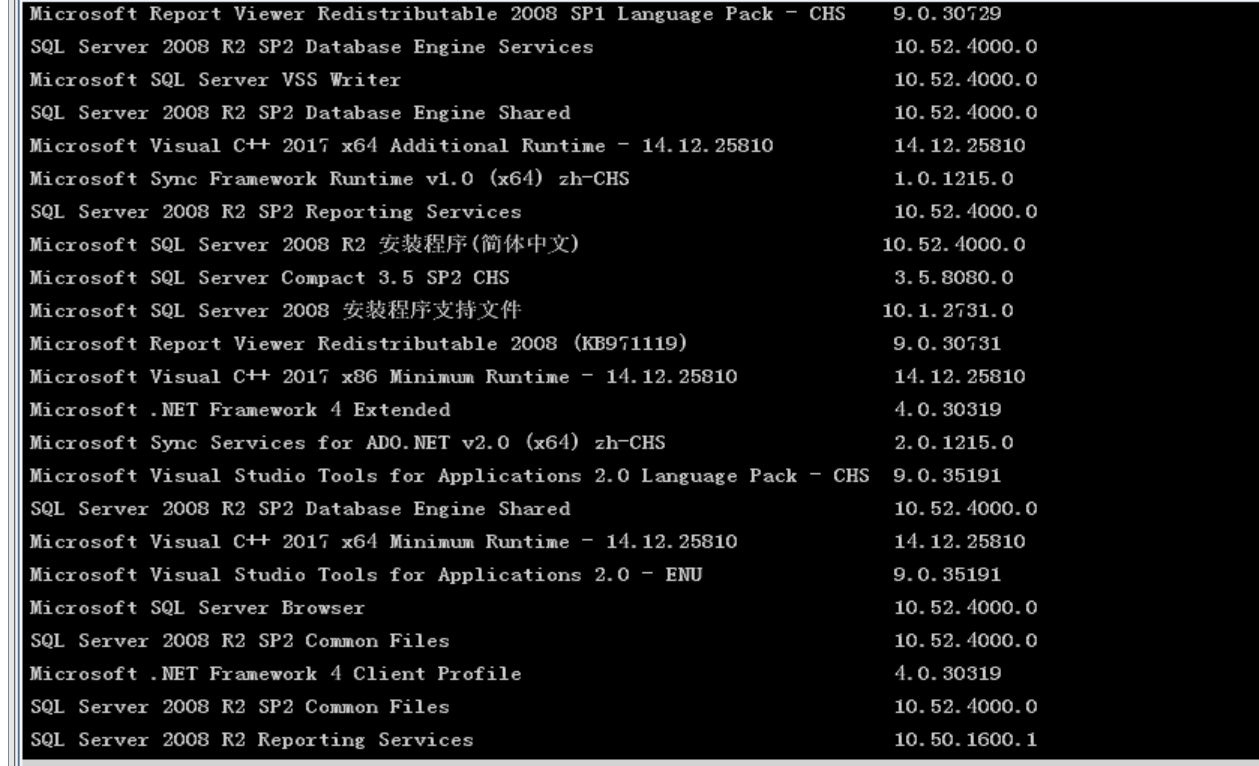 Microsoft Report Viewer Redistributable 2008 SP1 Language Pack - CHS 9.0.30729
SQL Server 2008 R2 SP2 Database Engine Services 10.52.4000.0
Microsoft SQL Server VSS Writer 10.52.4000.0
SQL Server 2008 R2 SP2 Database Engine Shared 10.52.4000.0
Microsoft Visual C++ 2017 x64 Additional Runtime - 14.12.25810 14.12.25810
Microsoft Sync Framework Runtime v1.0 (x64) zh-CHS 1.0.1215.0
SQL Server 2008 R2 SP2 Reporting Services 10.52.4000.0
Microsoft SQL Server 2008 R2 安装程序(简体中文) 10.52.4000.0
Microsoft SQL Server Compact 3.5 SP2 CHS 3.5.8080.0
Microsoft SQL Server 2008 安装程序支持文件 10.1.2731.0
Microsoft Report Viewer Redistributable 2008 (KB971119) 9.0.30731
Microsoft Visual C++ 2017 x86 Minimum Runtime - 14.12.25810 14.12.25810
Microsoft .NET Framework 4 Extended 4.0.30319
Microsoft Sync Services for ADO.NET v2.0 (x64) zh-CHS 2.0.1215.0
Microsoft Visual Studio Tools for Applications 2.0 Language Pack - CHS 9.0.35191
SQL Server 2008 R2 SP2 Database Engine Shared 10.52.4000.0
Microsoft Visual C++ 2017 x64 Minimum Runtime - 14.12.25810 14.12.25810
Microsoft Visual Studio Tools for Applications 2.0 - ENU 9.0.35191
Microsoft SQL Server Browser 10.52.4000.0
SQL Server 2008 R2 SP2 Common Files 10.52.4000.0
Microsoft .NET Framework 4 Client Profile 4.0.30319
SQL Server 2008 R2 SP2 Common Files 10.52.4000.0
SQL Server 2008 R2 Reporting Services 10.50.1600.1